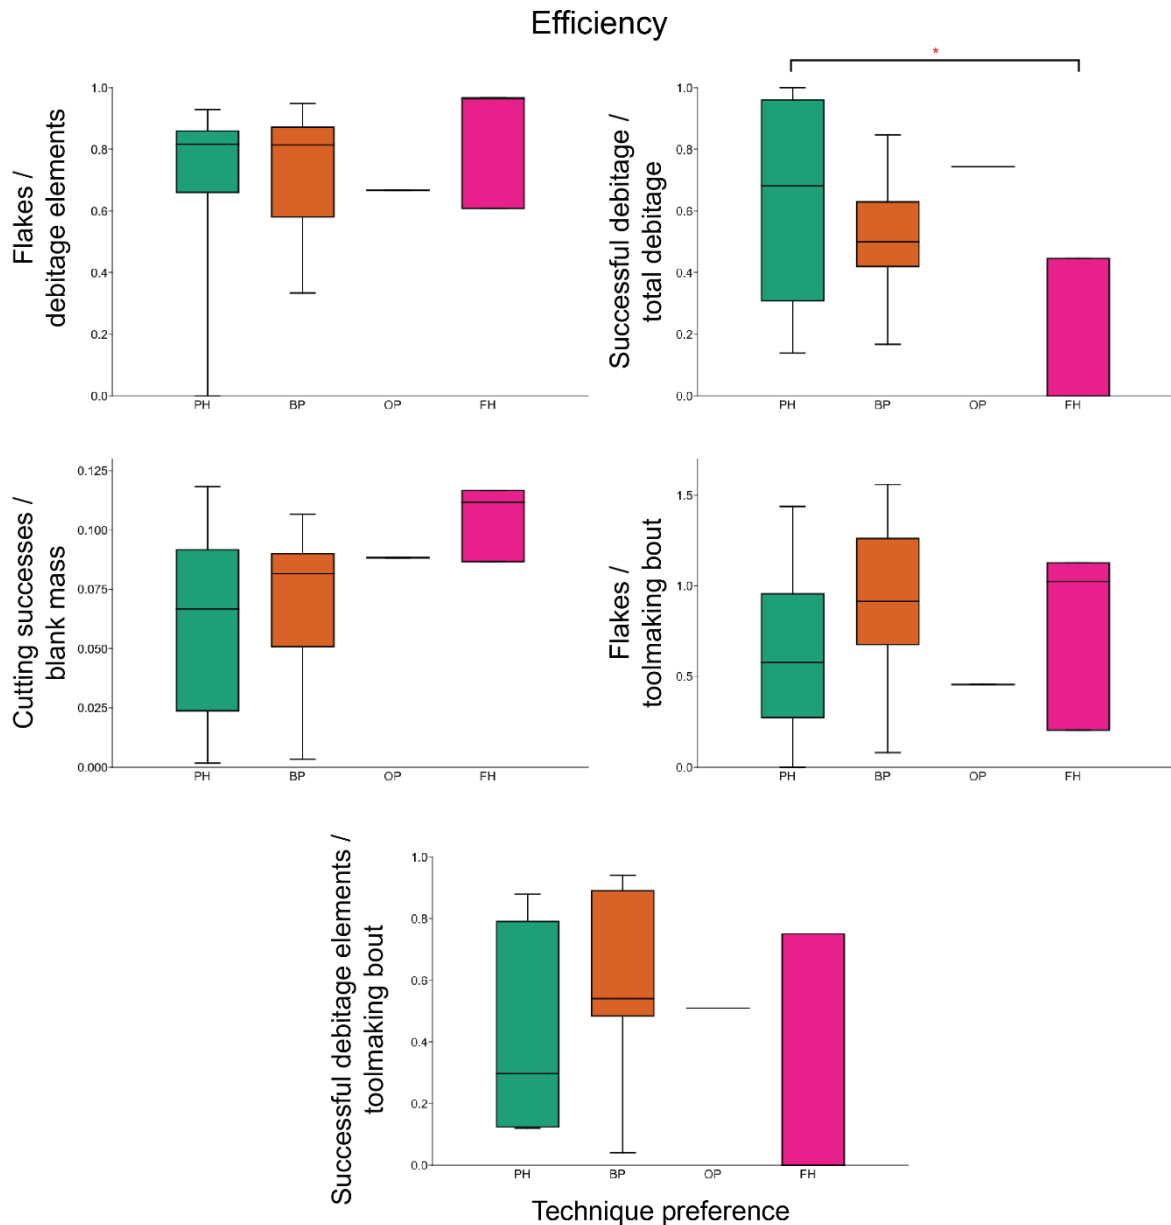 Efficiency
*
Flakes /
debitage elements
1.0
0.8
0.6
0.4
0.2
0.0
PH BP OP FH
Successful debitage /
total debitage
1.0
0.8
0.6
0.4
0.2
0.0
PH BP OP FH
Cutting successes /
blank mass
0.125
0.100
0.075
0.050
0.025
0.000
PH BP OP FH
Flakes /
toolmaking bout
1.5
1.0
0.5
0.0
PH BP OP FH
Successful debitage elements /
toolmaking bout
1.0
0.8
0.6
0.4
0.2
0.0
PH BP OP FH
Technique preference